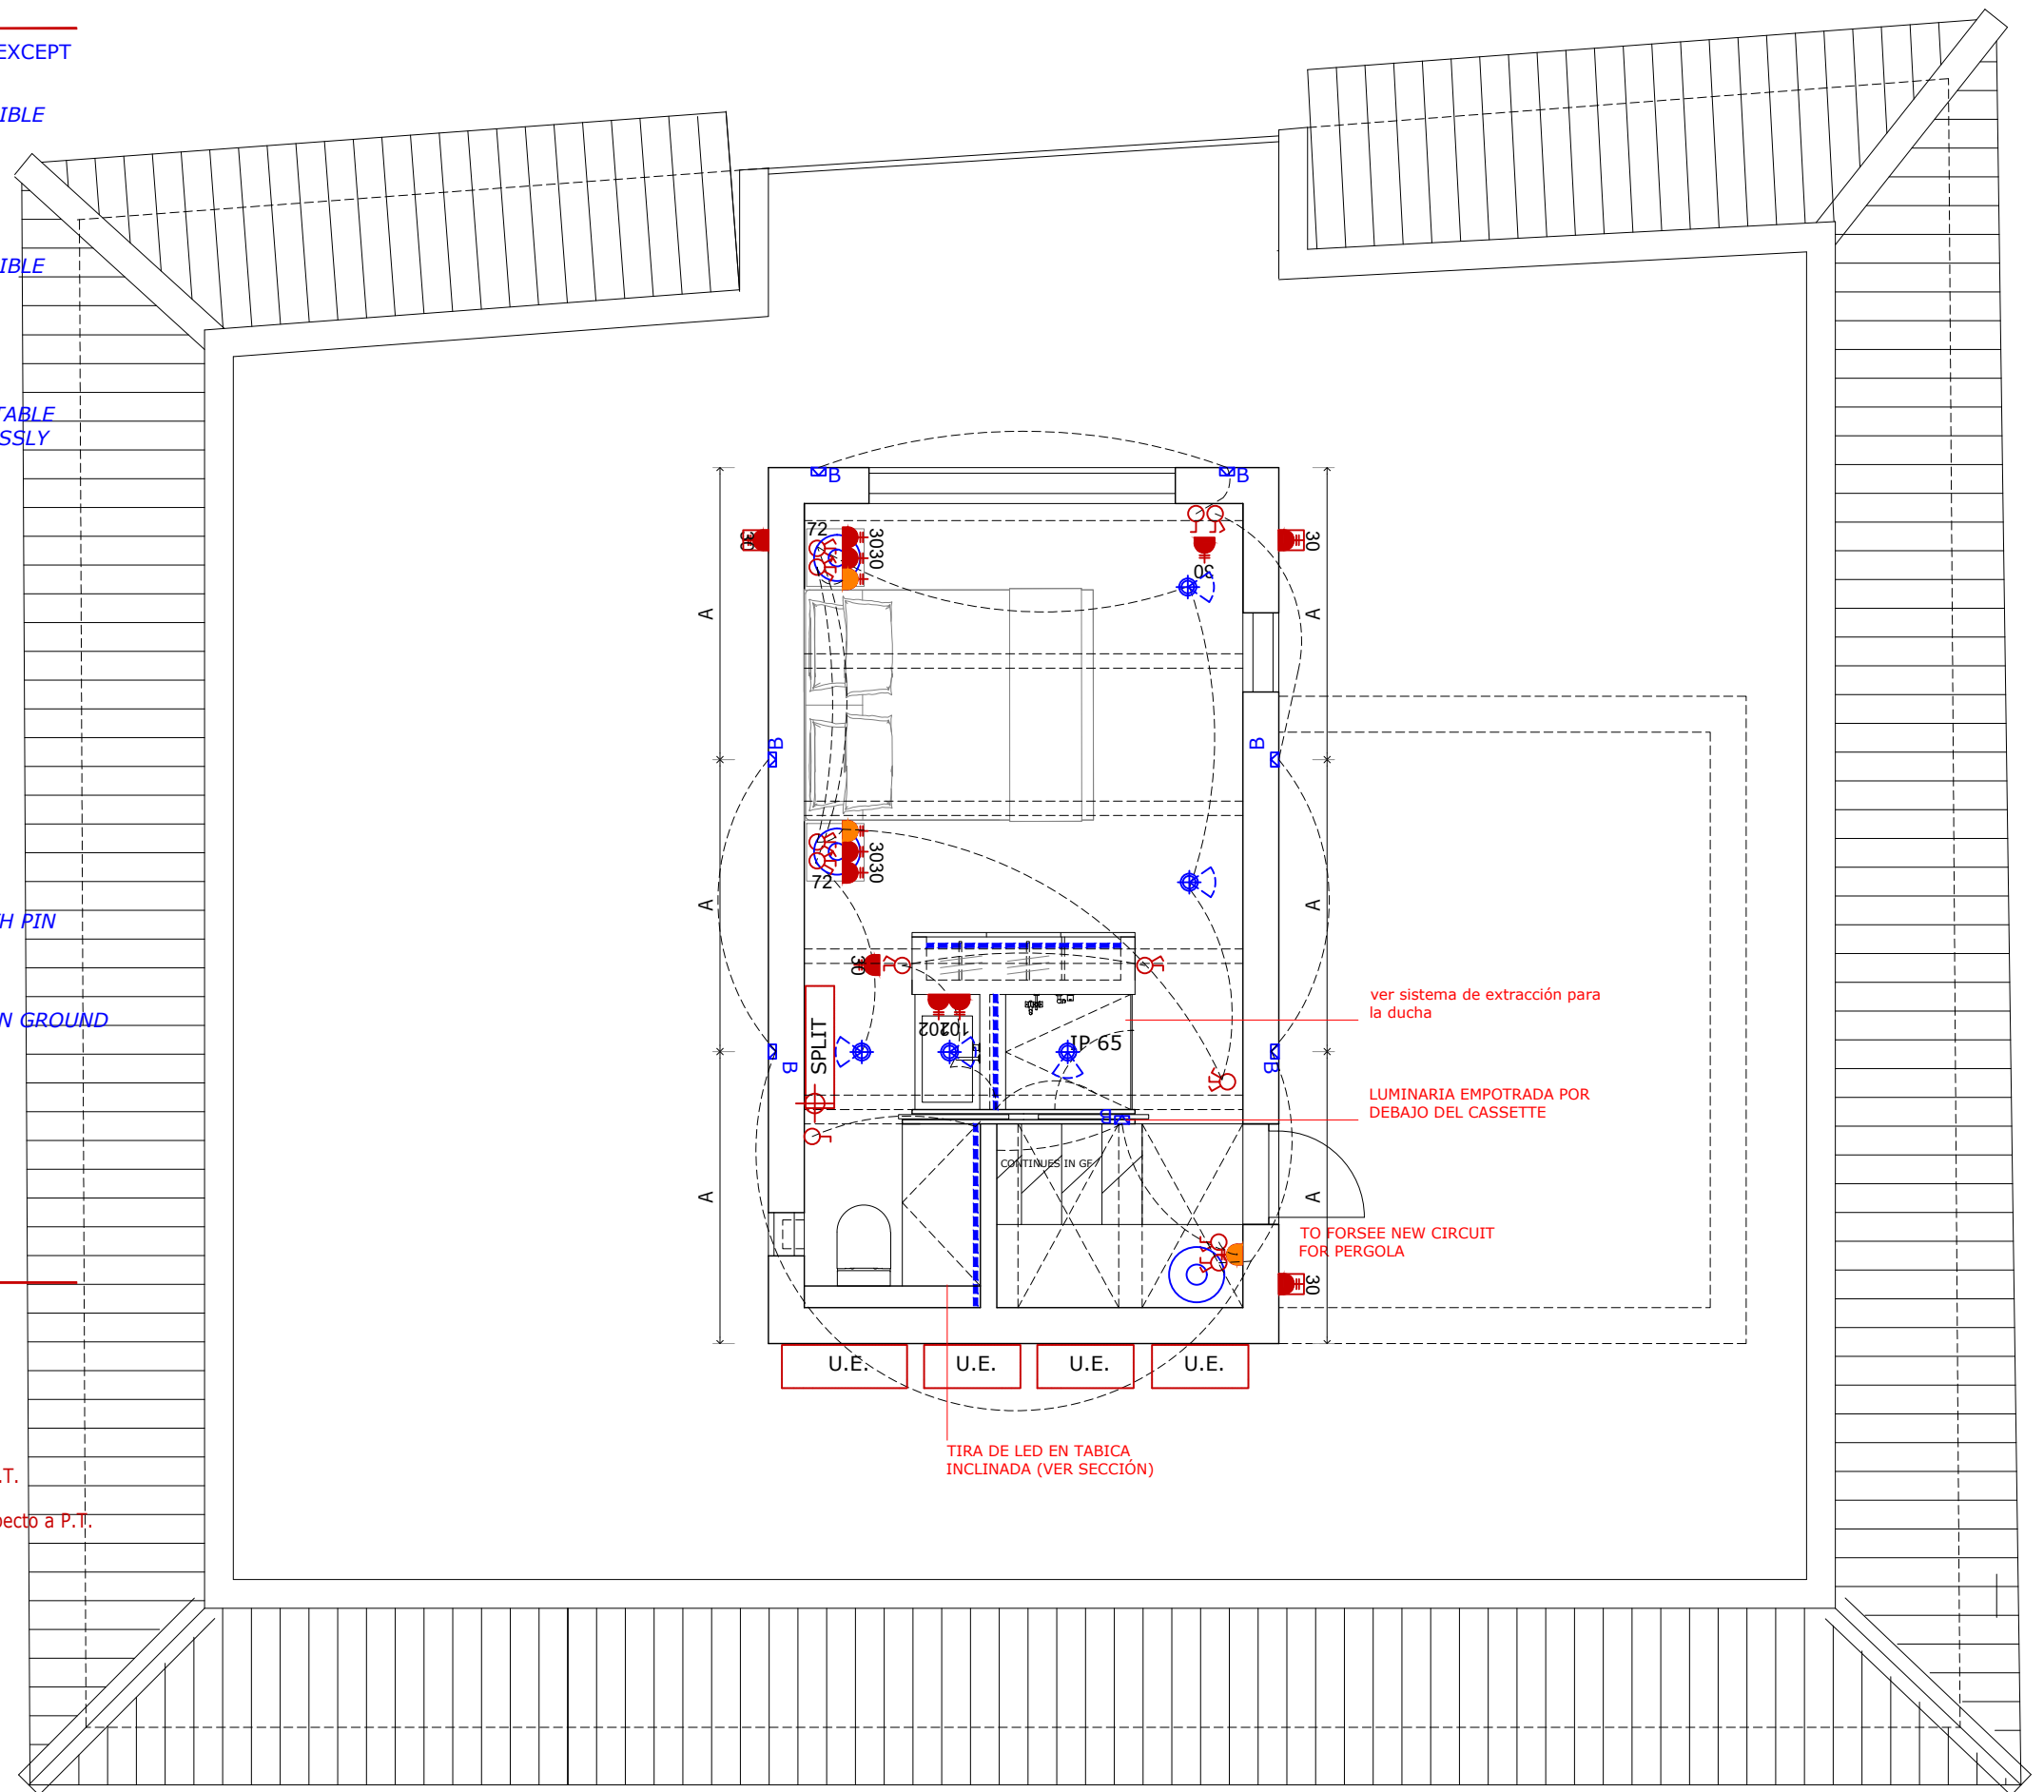 EXCEPT
IBLE
IBLE
TABLE
SSLY
TH PIN
N GROUND
.T.
pecto a P.T.
B
B
72
3030
30
30
30
A
A
B
B
72
3030
A
A
30
SPLIT
102
102
IP 65
B
B
B
ver sistema de extracción para
la ducha
LUMINARIA EMPOTRADA POR
DEBAJO DEL CASSETTE
CONTINUES IN GF
A
A
TO FORSEE NEW CIRCUIT
FOR PERGOLA
30
U.E.
U.E.
U.E.
U.E.
TIRA DE LED EN TABICA
INCLINADA (VER SECCIÓN)